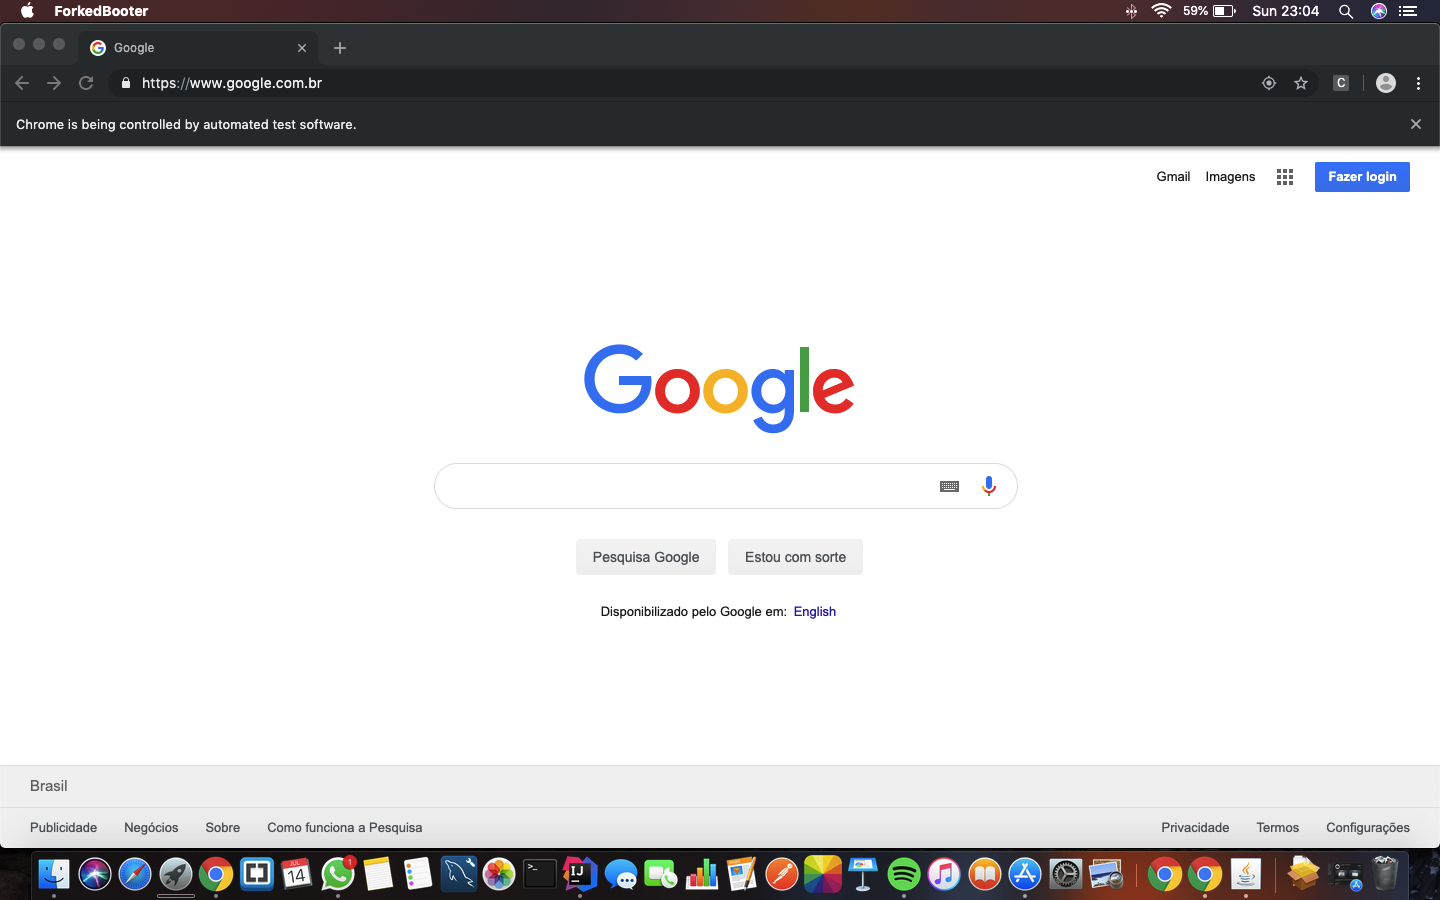 ForkedBooter
59%
Sun 23:04
Google
https://www.google.com.br
C
Chrome is being controlled by automated test software.
Gmail
Imagens
Fazer login
Google
Pesquisa Google
Estou com sorte
Disponibilizado pelo Google em: English
Brasil
Publicidade
Negócios
Sobre
Como funciona a Pesquisa
Privacidade
Termos
Configurações
JUL
14
1
>_
IJ